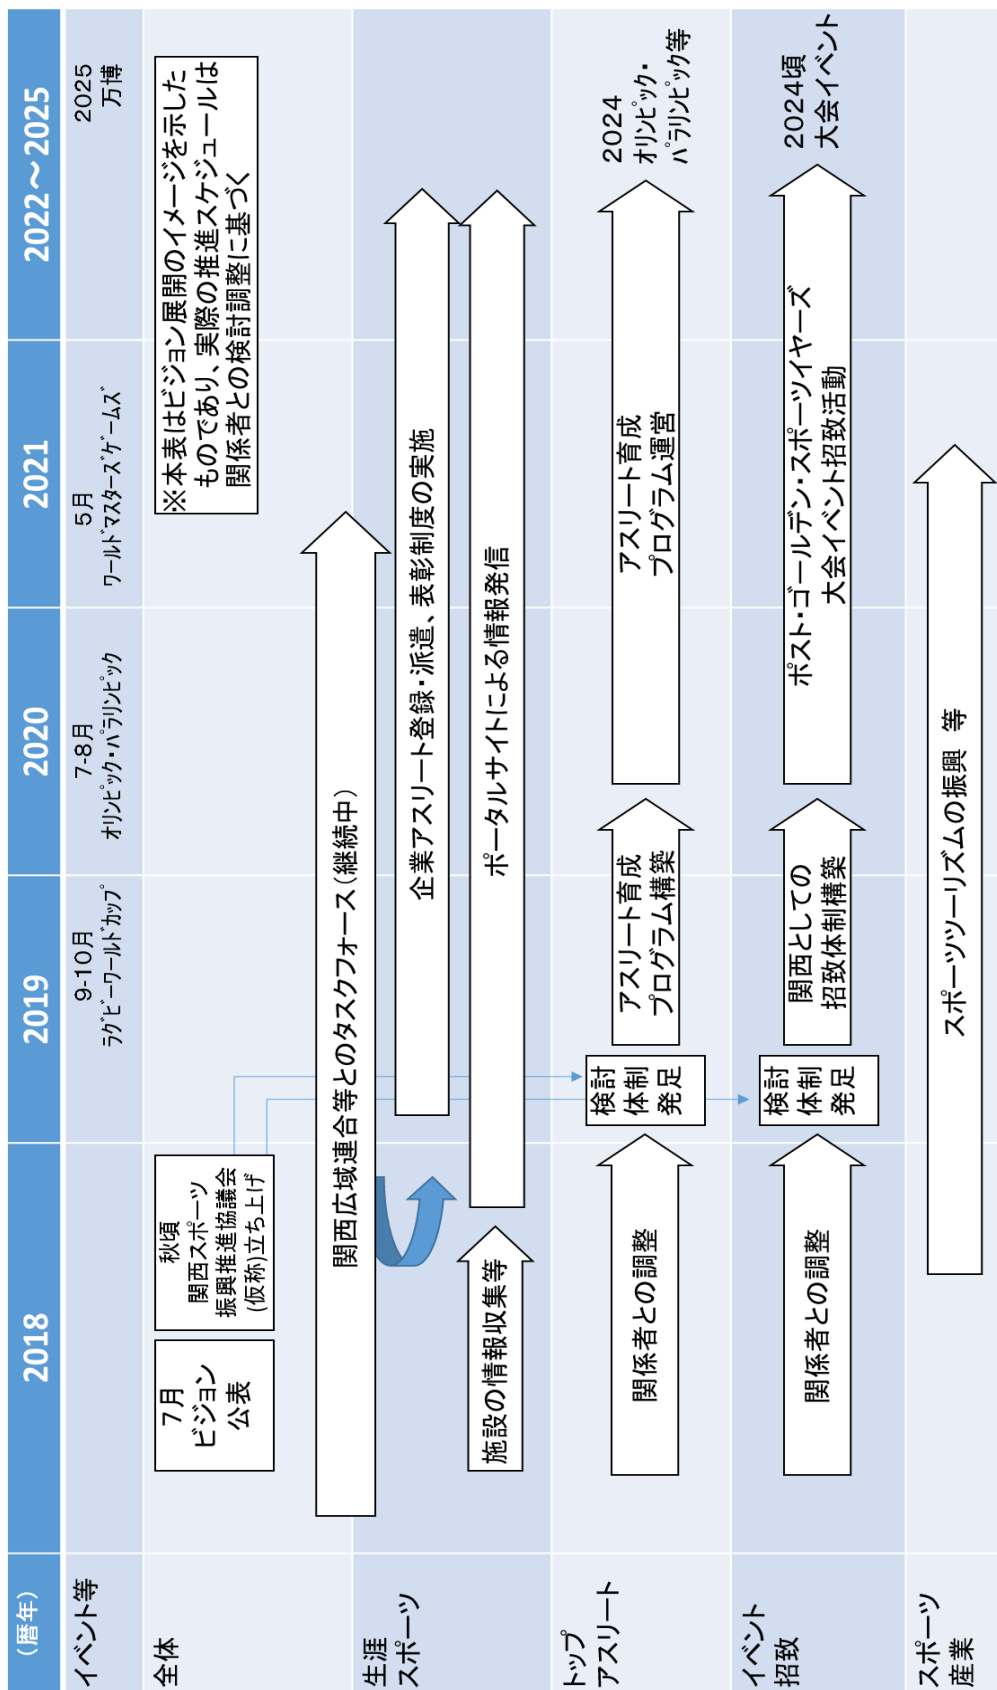 (暦年)
2018
2019
2020
2021
2022～2025
イベント等
9-10月
ラグビーワールドカップ
7-8月
オリンピック・パラリンピック
5月
ワールドマスターズゲームズ
2025
万博
全体
7月
ビジョン
公表
秋頃
関西スポーツ
振興推進協議会
(仮称)立ち上げ
※本表はビジョン展開のイメージを示した
ものであり、実際の推進スケジュールは
関係者との検討調整に基づく
関西広域連合等とのタスクフォース(継続中)
生涯
スポーツ
企業アスリート登録・派遣、表彰制度の実施
施設の情報収集等
ポータルサイトによる情報発信
トップ
アスリート
関係者との調整
検討
体制
発足
アスリート育成
プログラム構築
アスリート育成
プログラム運営
2024
オリンピック・
パラリンピック等
イベント
招致
関係者との調整
検討
体制
発足
関西としての
招致体制構築
ポスト・ゴールデン・スポーツイヤーズ
大会イベント招致活動
2024頃
大会イベント
スポーツ
産業
スポーツツーリズムの振興 等